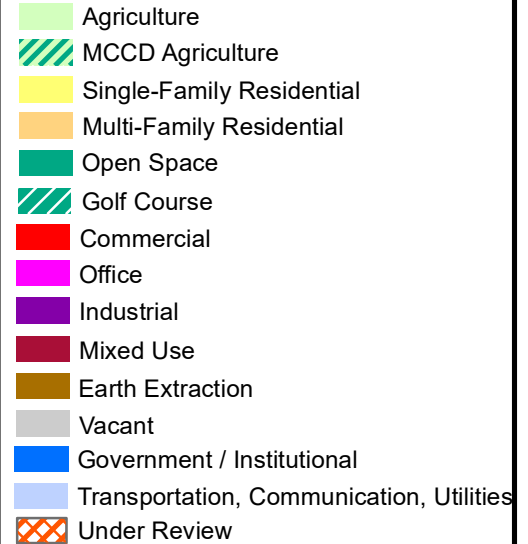 Agriculture
MCCD Agriculture
Single-Family Residential
Multi-Family Residential
Open Space
Golf Course
Commercial
Office
Industrial
Mixed Use
Earth Extraction
Vacant
Government / Institutional
Transportation, Communication, Utilities
Under Review